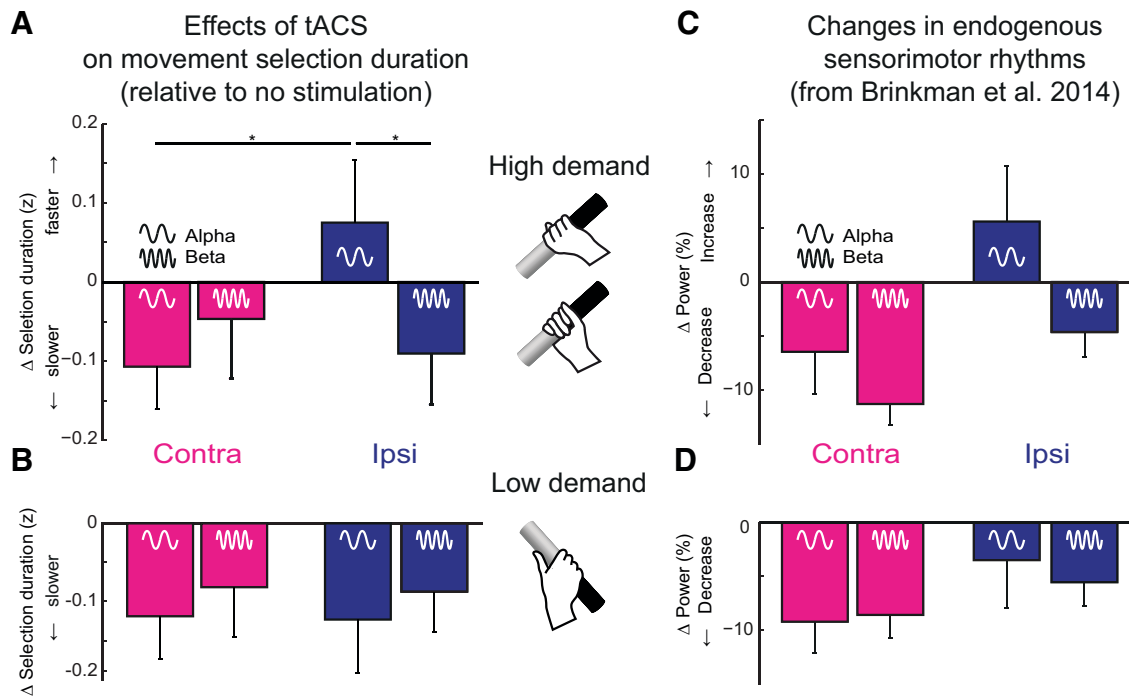 A
Effects of tACS
on movement selection duration
(relative to no stimulation)
0.2
0.1
0
−0.1
−0.2
Δ Seletion duration (z)
← slower
faster →
*
*
Alpha
Beta
Contra
Ipsi
High demand
C
Changes in endogenous
sensorimotor rhythms
(from Brinkman et al. 2014)
10
0
−10
Δ Power (%)
← Decrease
Increase →
Alpha
Beta
Contra
Ipsi
B
0
-0.1
-0.2
Δ Selection duration (z)
← slower
Low demand
D
0
−10
Δ Power (%)
← Decrease